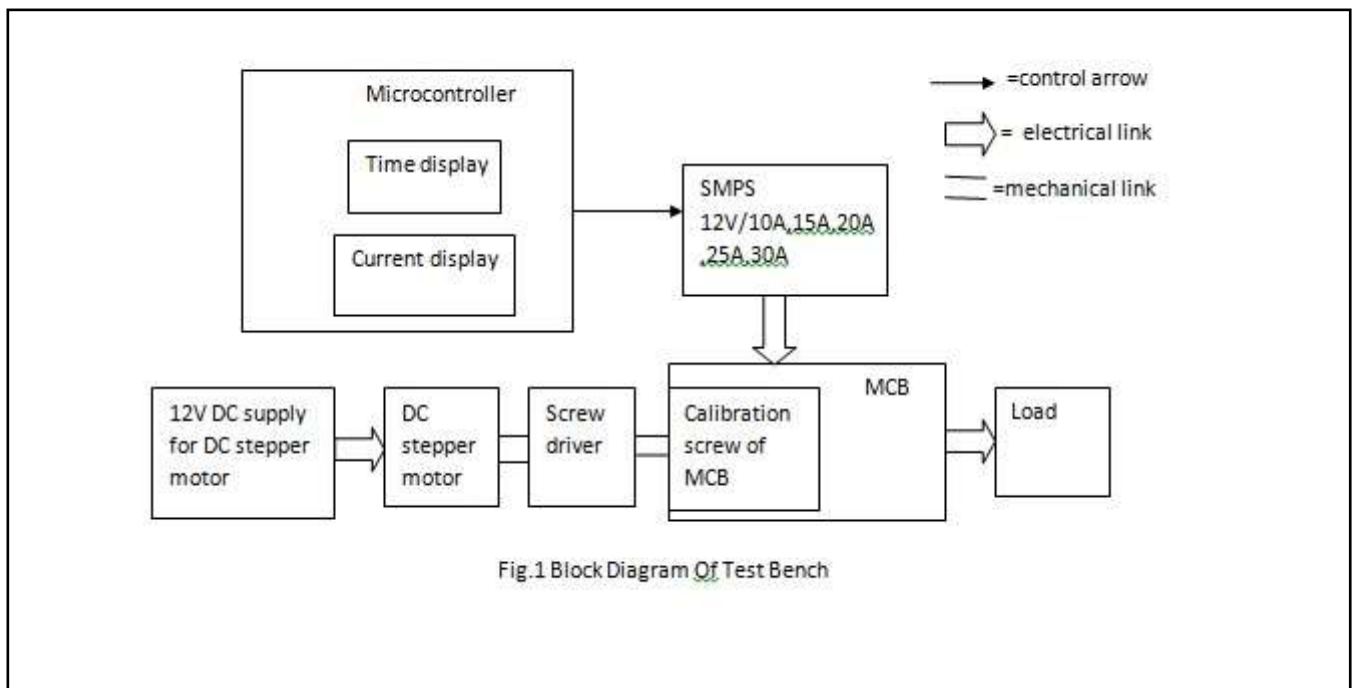 Microcontroller
Time display
Current display
=control arrow
= electrical link
=mechanical link
SMPS
12V/10A,15A,20A
,25A,30A
12V DC supply
for DC stepper
motor
DC
stepper
motor
Screw
driver
Calibration
screw of
MCB
MCB
Load
Fig.1 Block Diagram Of Test Bench